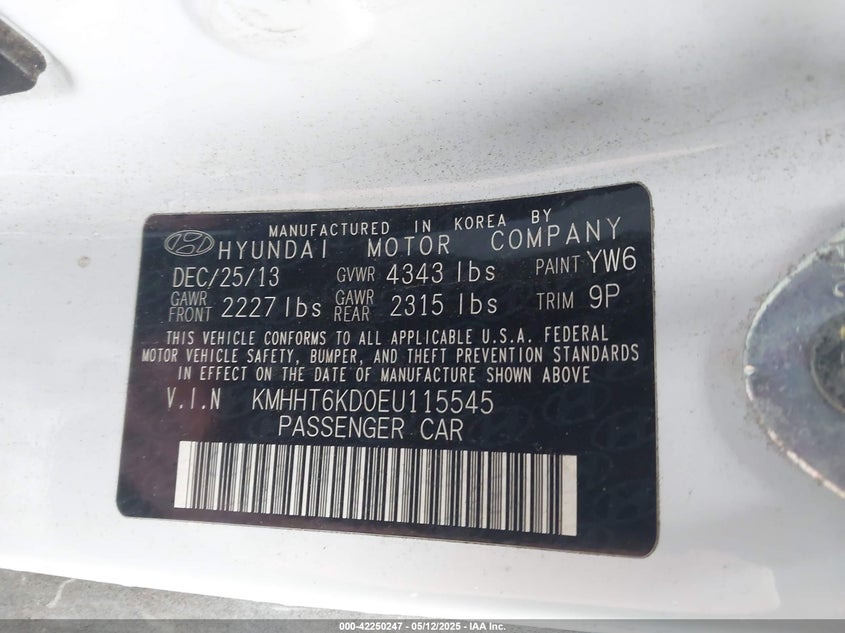 MANUFACTURED IN KOREA BY
HYUNDAI MOTOR COMPANY
DEC/25/13 GVWR 4343 lbs PAINT YW6
GAWR FRONT 2227 lbs GAWR REAR 2315 lbs TRIM 9P
THIS VEHICLE CONFORMS TO ALL APPLICABLE U.S.A. FEDERAL
MOTOR VEHICLE SAFETY, BUMPER, AND THEFT PREVENTION STANDARDS
IN EFFECT ON THE DATE OF MANUFACTURE SHOWN ABOVE
V.I.N KMHHT6KD0EU115545
PASSENGER CAR
000-42250247 - 05/12/2025 - IAA Inc.